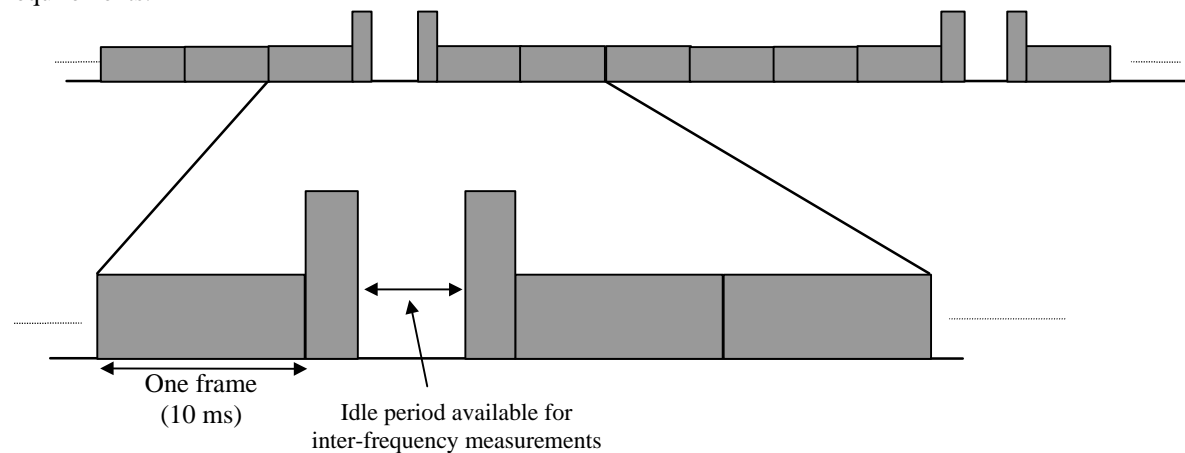 One frame
(10 ms)
Idle period available for
inter-frequency measurements